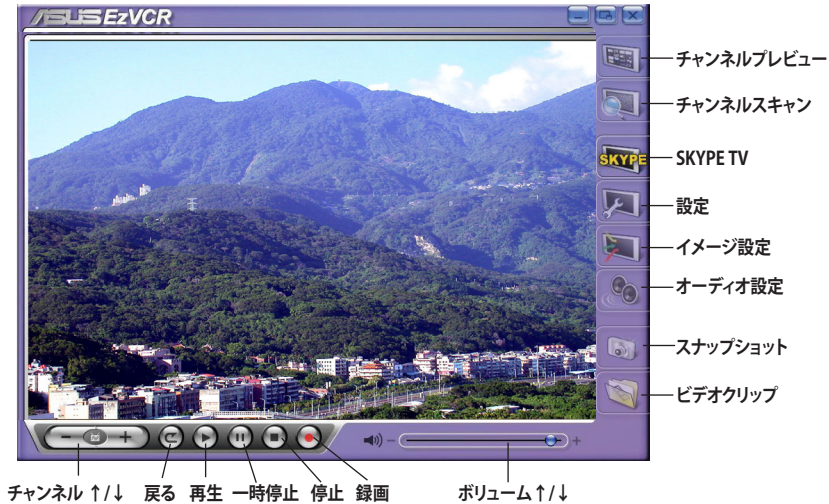 ASUS EzVCR
チャンネルプレビュー
チャンネルスキャン
SKYPE
SKYPE TV
設定
イメージ設定
オーディオ設定
スナップショット
ビデオクリップ
チャンネル ↑/↓ 戻る 再生 一時停止 停止 録画 ボリューム↑/↓